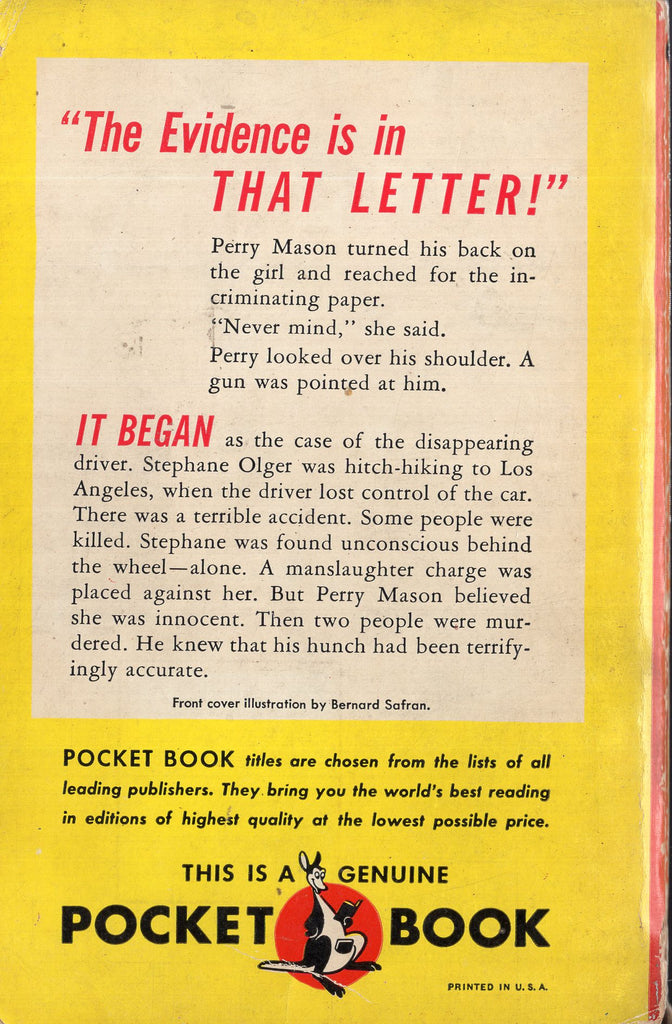 “The Evidence is in
THAT LETTER!”
Perry Mason turned his back on
the girl and reached for the in-
criminating paper.
“Never mind,” she said.
Perry looked over his shoulder. A
gun was pointed at him.
IT BEGAN as the case of the disappearing
driver. Stephane Olger was hitch-hiking to Los
Angeles, when the driver lost control of the car.
There was a terrible accident. Some people were
killed. Stephane was found unconscious behind
the wheel—alone. A manslaughter charge was
placed against her. But Perry Mason believed
she was innocent. Then two people were mur-
dered. He knew that his hunch had been terrify-
ingly accurate.
Front cover illustration by Bernard Safran.
POCKET BOOK titles are chosen from the lists of all
leading publishers. They bring you the world's best reading
in editions of highest quality at the lowest possible price.
THIS IS A GENUINE
POCKET BOOK
PRINTED IN U. S. A.